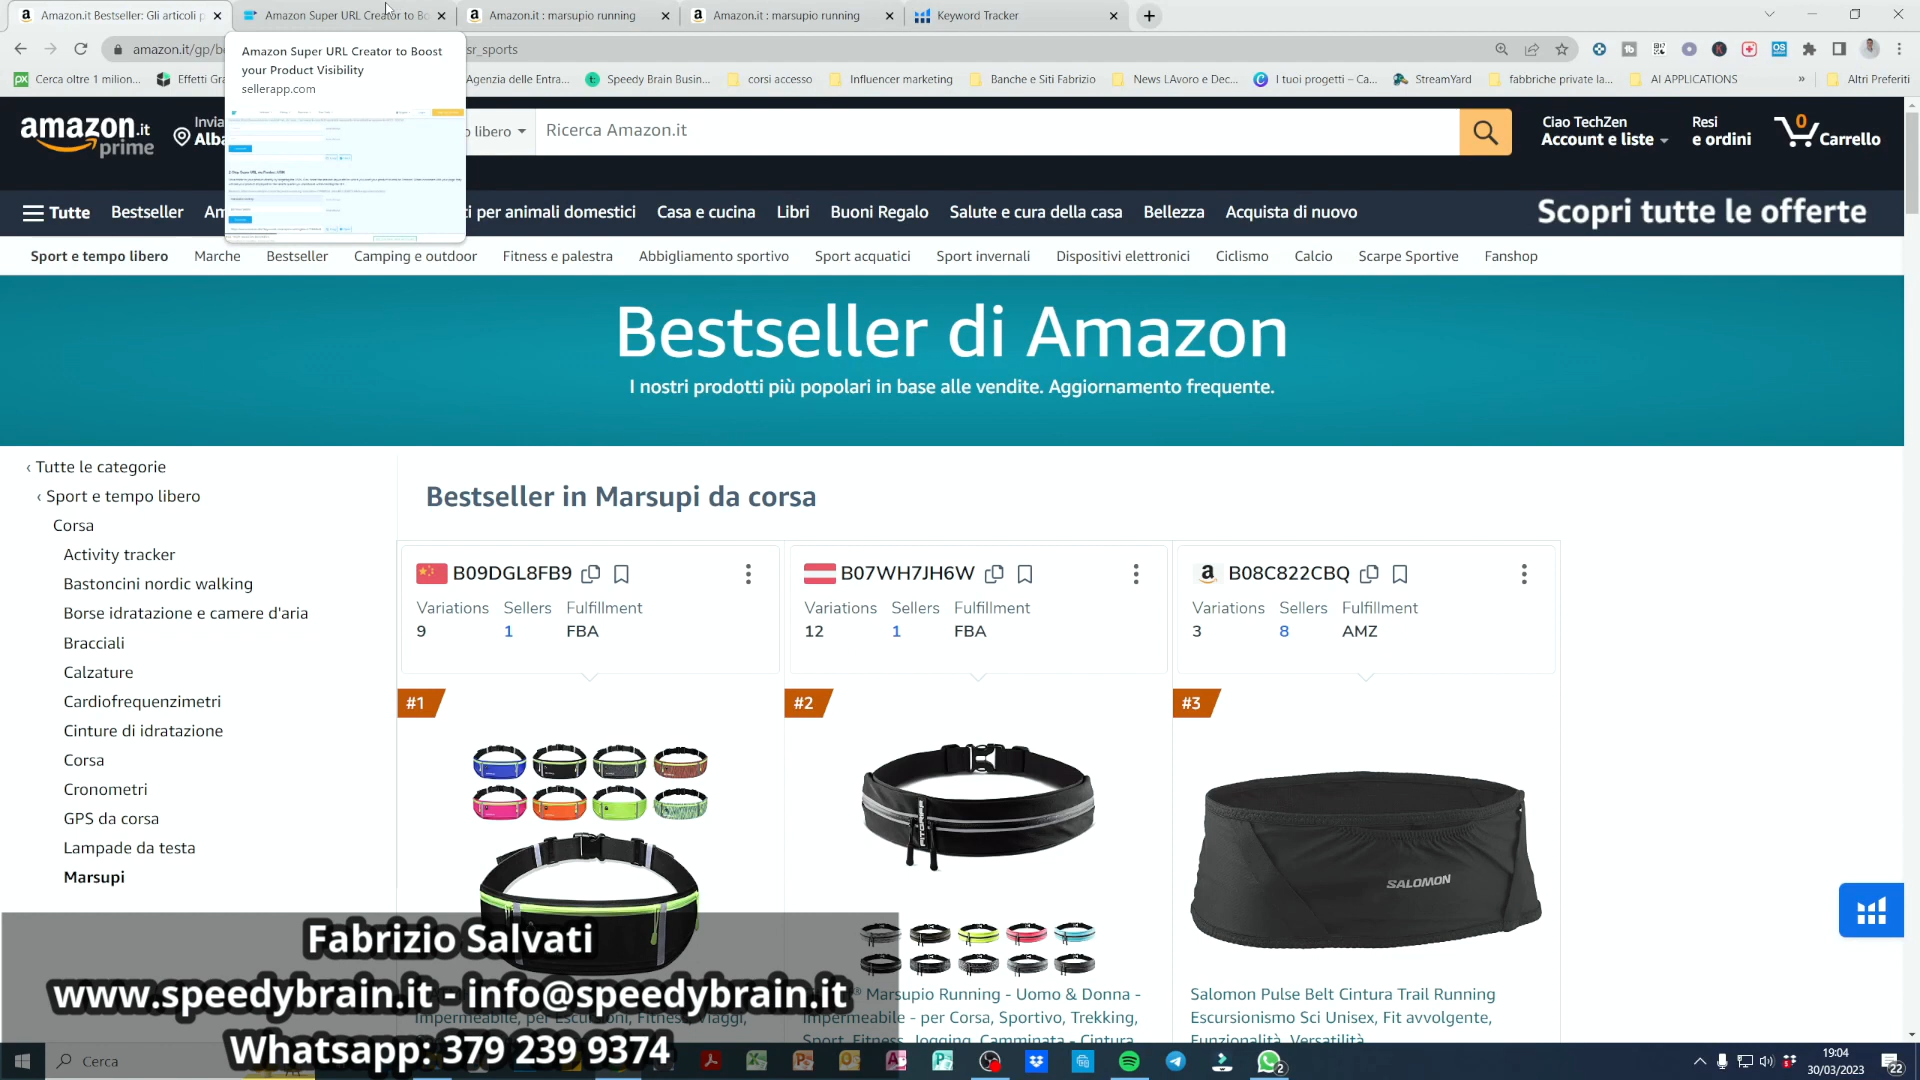 Amazon.it Bestseller: Gli articoli p
Amazon Super URL Creator to Bo
Amazon.it : marsupio running
Amazon.it : marsupio running
Keyword Tracker
amazon.it/gp/be
sr_sports
Cerca oltre 1 milion...
Effetti Gra
Agenzia delle Entra...
Speedy Brain Busin...
corsi accesso
Influencer marketing
Banche e Siti Fabrizio
News LAvoro e Dec...
I tuoi progetti – Ca...
StreamYard
fabbriche private la...
AI APPLICATIONS
»
Altri Preferiti
Amazon Super URL Creator to Boost
your Product Visibility
sellerapp.com
amazon.it
prime
Invia
Alba
o libero
Ricerca Amazon.it
Ciao TechZen
Account e liste
Resi
e ordini
0
Carrello
Tutte
Bestseller
Am
ti per animali domestici
Casa e cucina
Libri
Buoni Regalo
Salute e cura della casa
Bellezza
Acquista di nuovo
Scopri tutte le offerte
Sport e tempo libero
Marche
Bestseller
Camping e outdoor
Fitness e palestra
Abbigliamento sportivo
Sport acquatici
Sport invernali
Dispositivi elettronici
Ciclismo
Calcio
Scarpe Sportive
Fanshop
Bestseller di Amazon
I nostri prodotti più popolari in base alle vendite. Aggiornamento frequente.
‹ Tutte le categorie
‹ Sport e tempo libero
Corsa
Activity tracker
Bastoncini nordic walking
Borse idratazione e camere d'aria
Bracciali
Calzature
Cardiofrequenzimetri
Cinture di idratazione
Corsa
Cronometri
GPS da corsa
Lampade da testa
Marsupi
Bestseller in Marsupi da corsa
B09DGL8FB9
Variations Sellers Fulfillment
9 1 FBA
B07WH7JH6W
Variations Sellers Fulfillment
12 1 FBA
B08C822CBQ
Variations Sellers Fulfillment
3 8 AMZ
#1
#2
#3
FITGRIFF
SALOMON
Impermeabile, per Escursioni, Fitness, Viaggi,
® Marsupio Running - Uomo & Donna -
Impermeabile - per Corsa, Sportivo, Trekking,
Sport, Fitness, Jogging, Camminata - Cintura
Salomon Pulse Belt Cintura Trail Running
Escursionismo Sci Unisex, Fit avvolgente,
Funzionalità, Versatilità
Fabrizio Salvati
www.speedybrain.it - info@speedybrain.it
Whatsapp: 379 239 9374
Cerca
2
19:04
30/03/2023
22